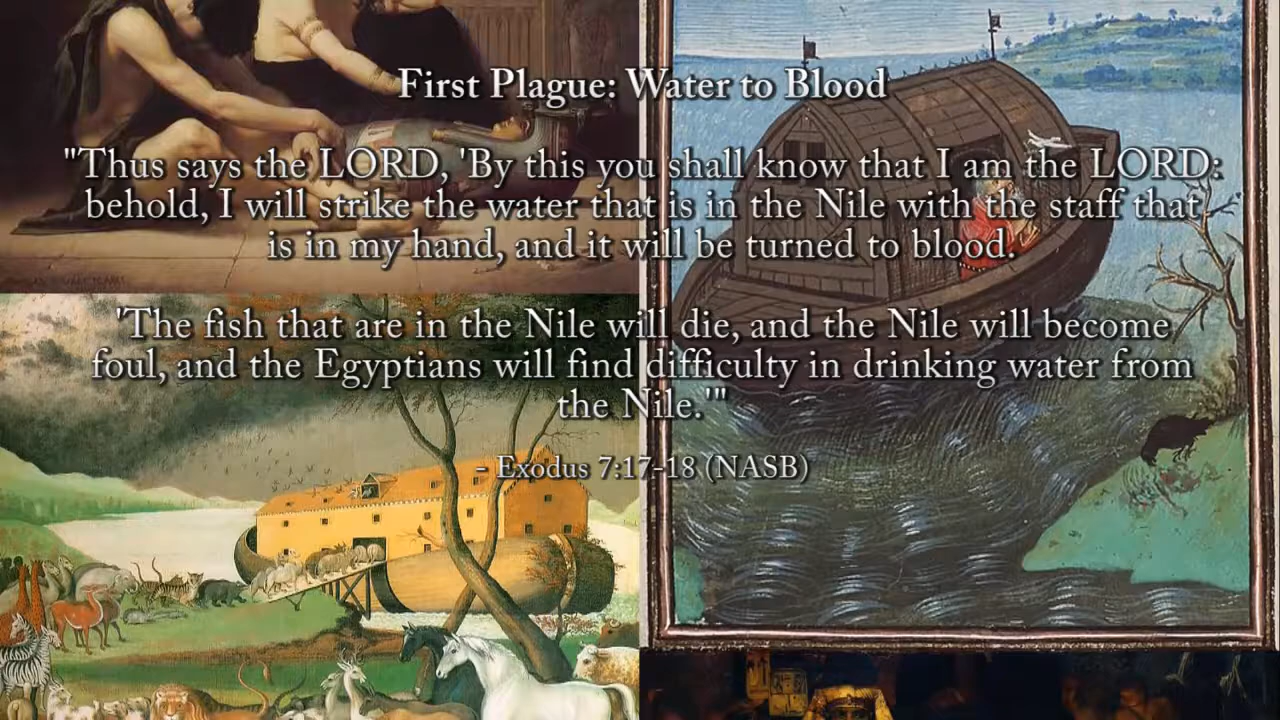 First Plague: Water to Blood
"Thus says the LORD, 'By this you shall know that I am the LORD:
behold, I will strike the water that is in the Nile with the staff that
is in my hand, and it will be turned to blood.
'The fish that are in the Nile will die, and the Nile will become
foul, and the Egyptians will find difficulty in drinking water from
the Nile.'"
- Exodus 7:17-18 (NASB)